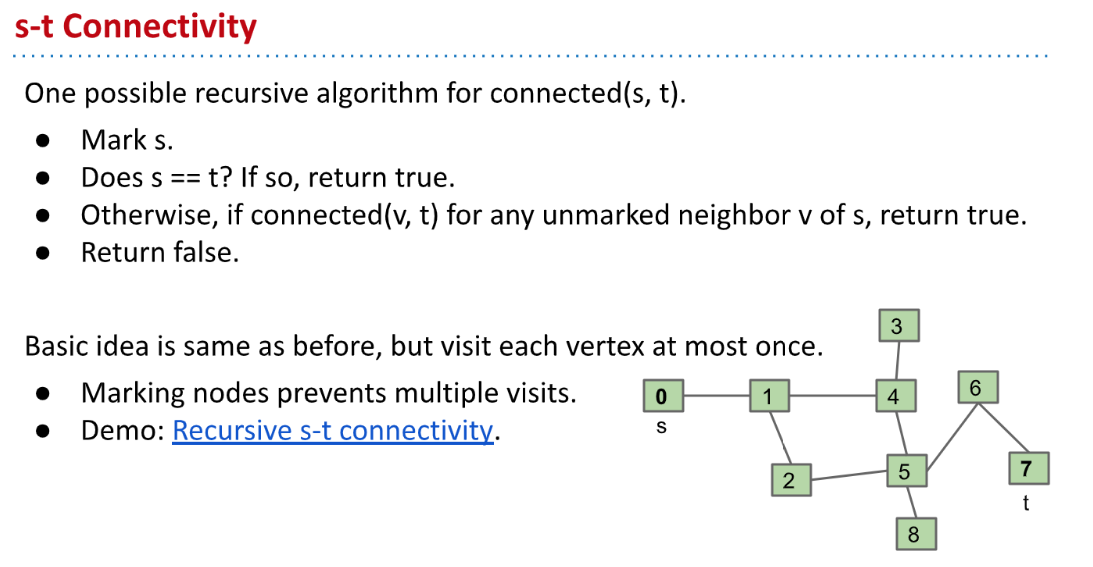 s-t Connectivity
One possible recursive algorithm for connected(s, t).
● Mark s.
● Does s == t? If so, return true.
● Otherwise, if connected(v, t) for any unmarked neighbor v of s, return true.
● Return false.
Basic idea is same as before, but visit each vertex at most once.
● Marking nodes prevents multiple visits.
● Demo: Recursive s-t connectivity.
3
6
0
1
4
s
2
5
7
t
8